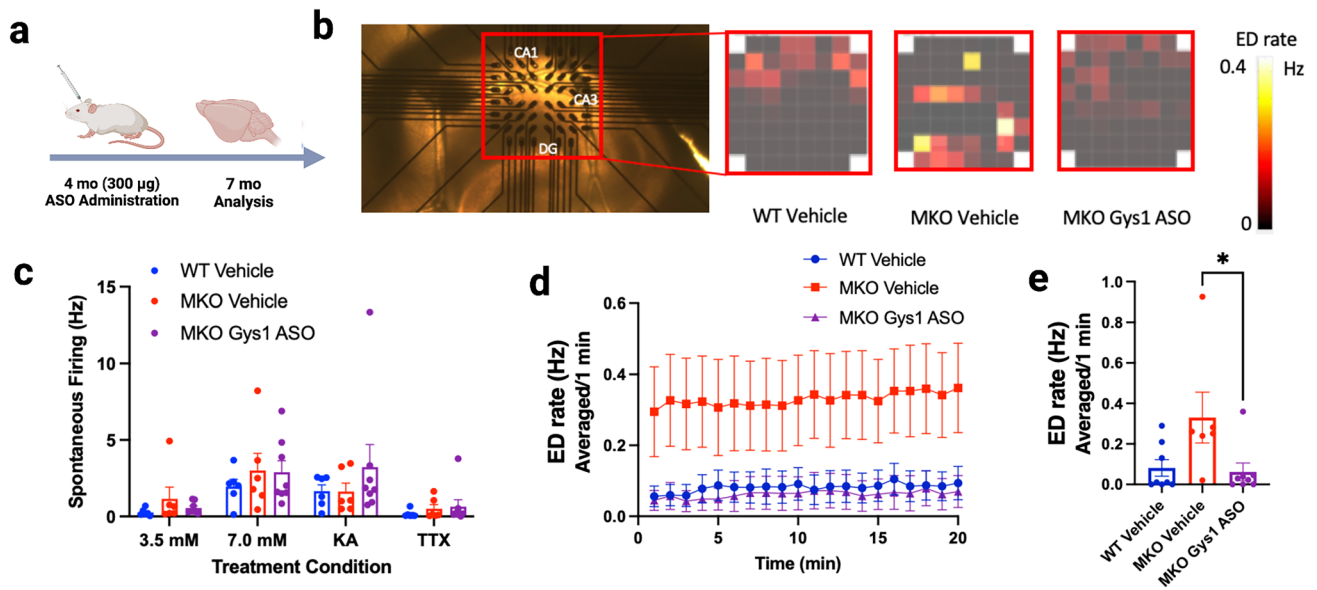 a
4 mo (300 µg)
ASO Administration
7 mo
Analysis
b
CA1
CA3
DG
WT Vehicle
MKO Vehicle
MKO Gys1 ASO
ED rate
0.4
Hz
0
c
WT Vehicle
MKO Vehicle
MKO Gys1 ASO
Spontaneous Firing (Hz)
15
10
5
0
3.5 mM
7.0 mM
KA
TTX
Treatment Condition
d
WT Vehicle
MKO Vehicle
MKO Gys1 ASO
ED rate (Hz)
Averaged/1 min
0.6
0.4
0.2
0.0
0
5
10
15
20
Time (min)
e
*
ED rate (Hz)
Averaged/1 min
1.0
0.8
0.6
0.4
0.2
0.0
WT Vehicle
MKO Vehicle
MKO Gys1 ASO